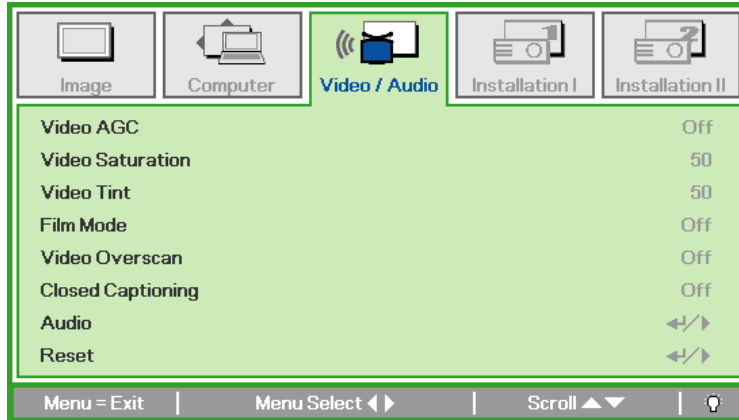 Image Computer Video / Audio Installation I Installation II
Video AGC Off
Video Saturation 50
Video Tint 50
Film Mode Off
Video Overscan Off
Closed Captioning Off
Audio
Reset
Menu = Exit Menu Select Scroll